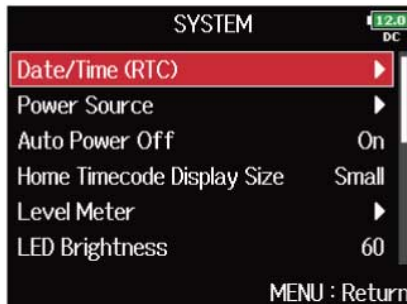 SYSTEM
12.0
DC
Date/Time (RTC)
Power Source
Auto Power Off On
Home Timecode Display Size Small
Level Meter
LED Brightness 60
MENU : Return